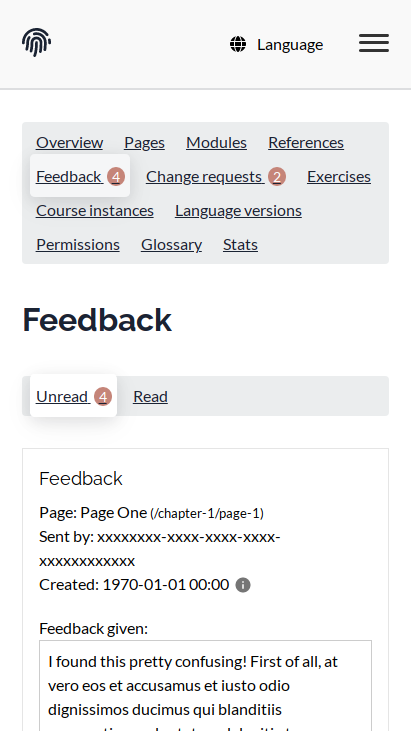 Language
Overview Pages Modules References
Feedback 4 Change requests 2 Exercises
Course instances Language versions
Permissions Glossary Stats
Feedback
Unread 4 Read
Feedback
Page: Page One (/chapter-1/page-1)
Sent by: xxxxxxxx-xxxx-xxxx-xxxx-
xxxxxxxxxxxx
Created: 1970-01-01 00:00
Feedback given:
I found this pretty confusing! First of all, at
vero eos et accusamus et iusto odio
dignissimos ducimus qui blanditiis